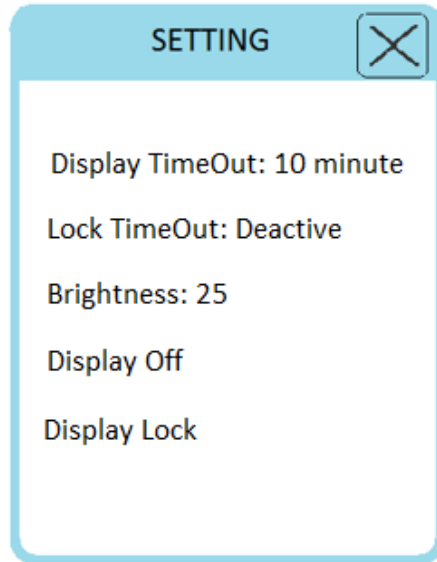 SETTING
Display TimeOut: 10 minute
Lock TimeOut: Deactive
Brightness: 25
Display Off
Display Lock